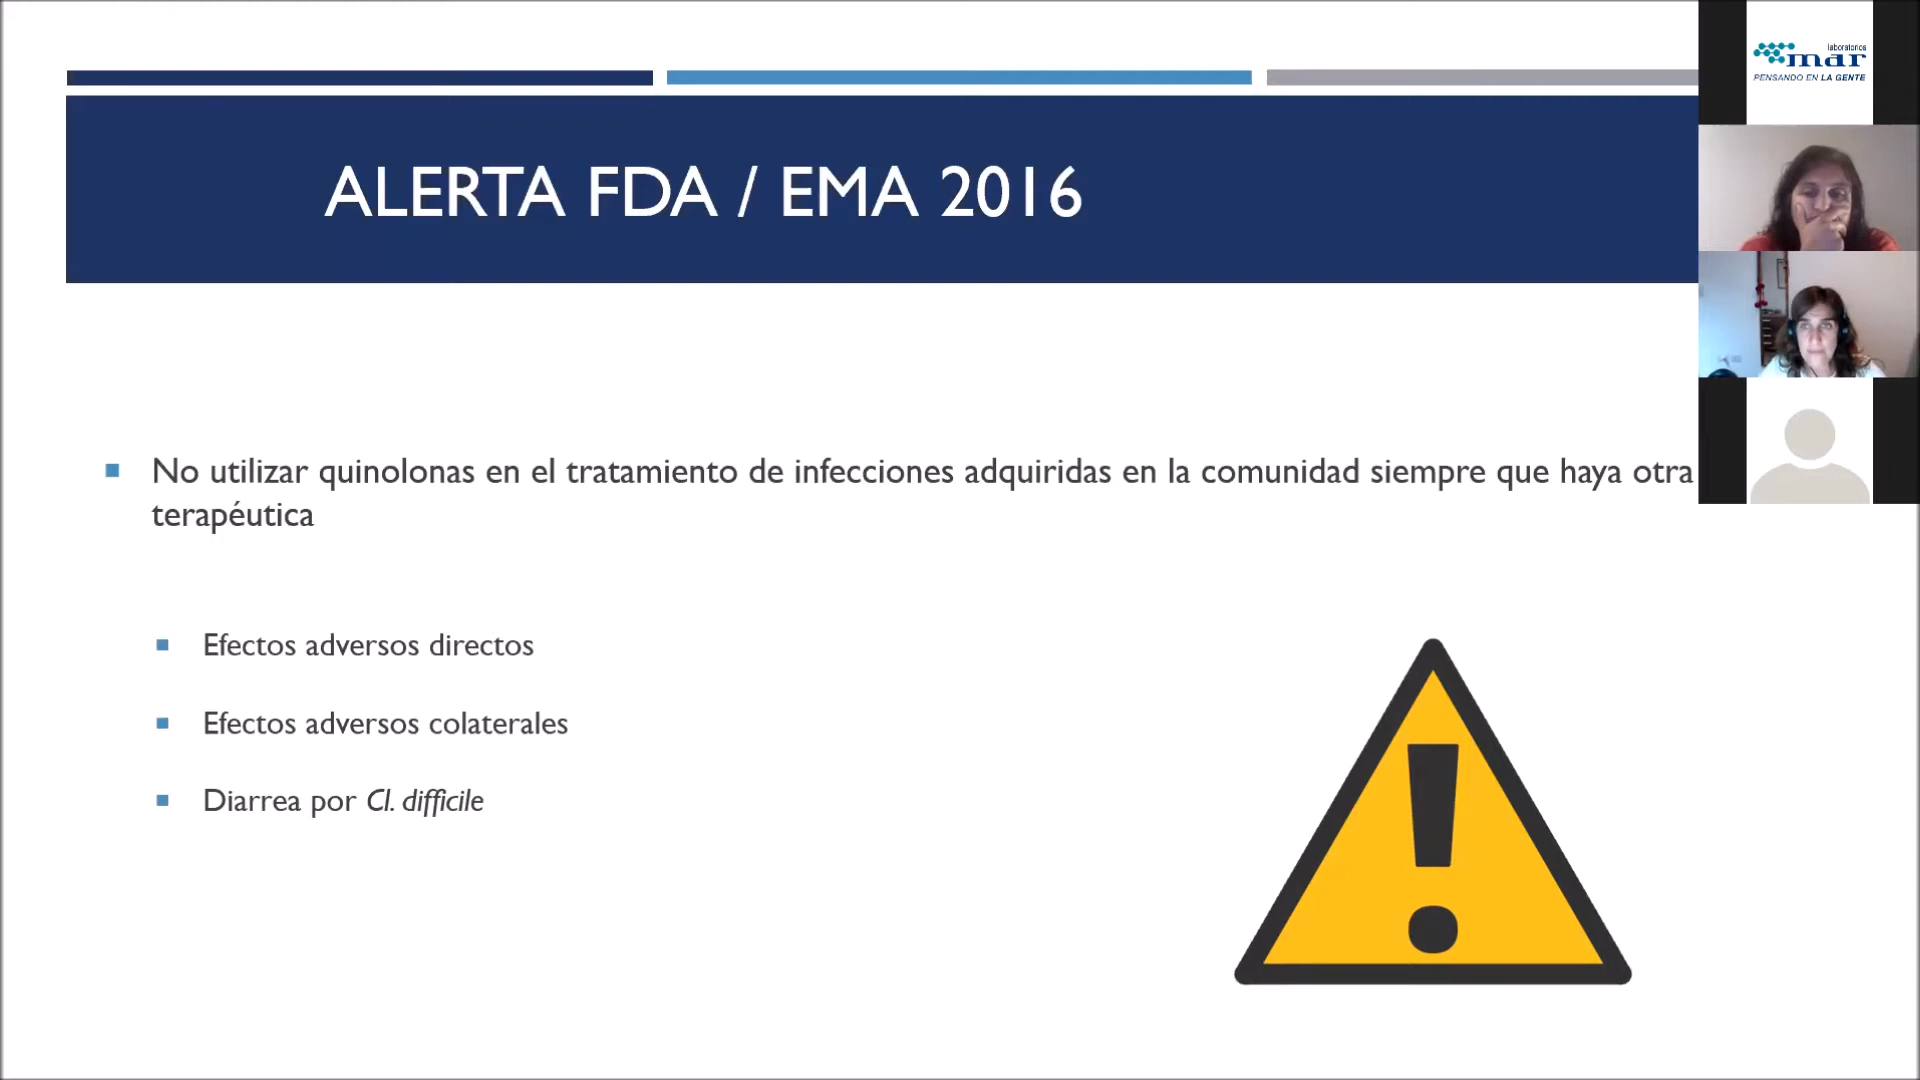 ALERTA FDA / EMA 2016
No utilizar quinolonas en el tratamiento de infecciones adquiridas en la comunidad siempre que haya otra
terapéutica
Efectos adversos directos
Efectos adversos colaterales
Diarrea por Cl. difficile
laboratorios
mar
PENSANDO EN LA GENTE